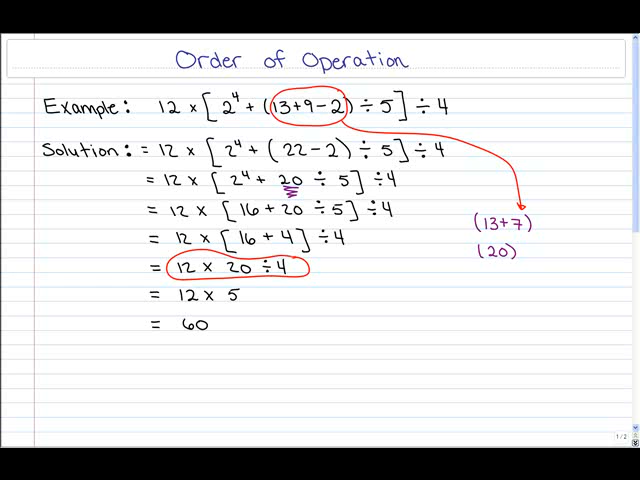 Order of Operation
Example: 12 × [ 2⁴ + (13+9−2) ÷ 5 ] ÷ 4
Solution: = 12 × [ 2⁴ + ( 22 − 2 ) ÷ 5 ] ÷ 4
= 12 × [ 2⁴ + 20 ÷ 5 ] ÷ 4
= 12 × [ 16 + 20 ÷ 5 ] ÷ 4
(13+7)
= 12 × [ 16 + 4 ] ÷ 4
(20)
= 12 × 20 ÷ 4
= 12 × 5
= 60
1/2